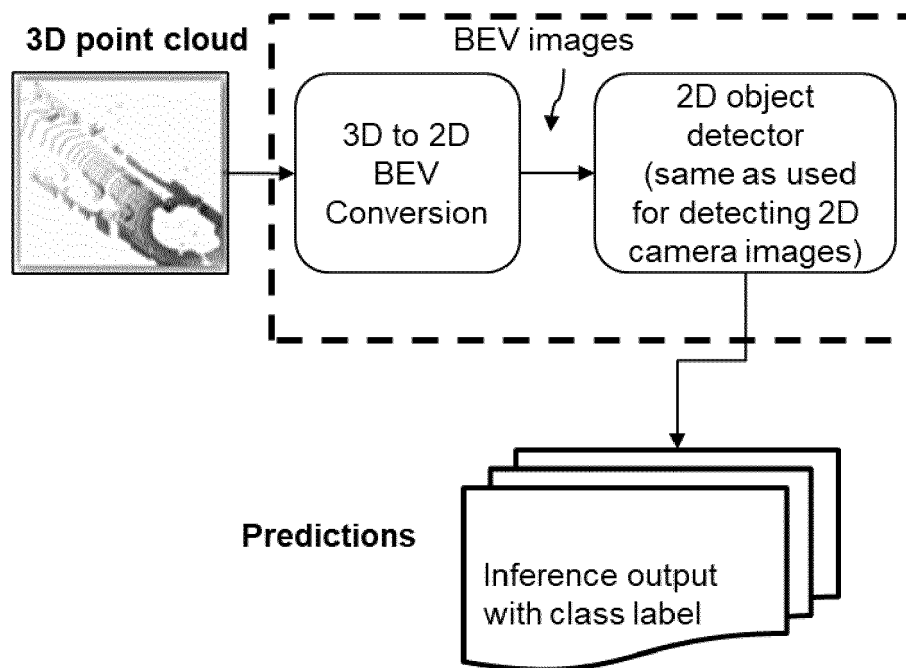 3D point cloud
BEV images
3D to 2D
BEV
Conversion
2D object
detector
(same as used
for detecting 2D
camera images)
Predictions
Inference output
with class label